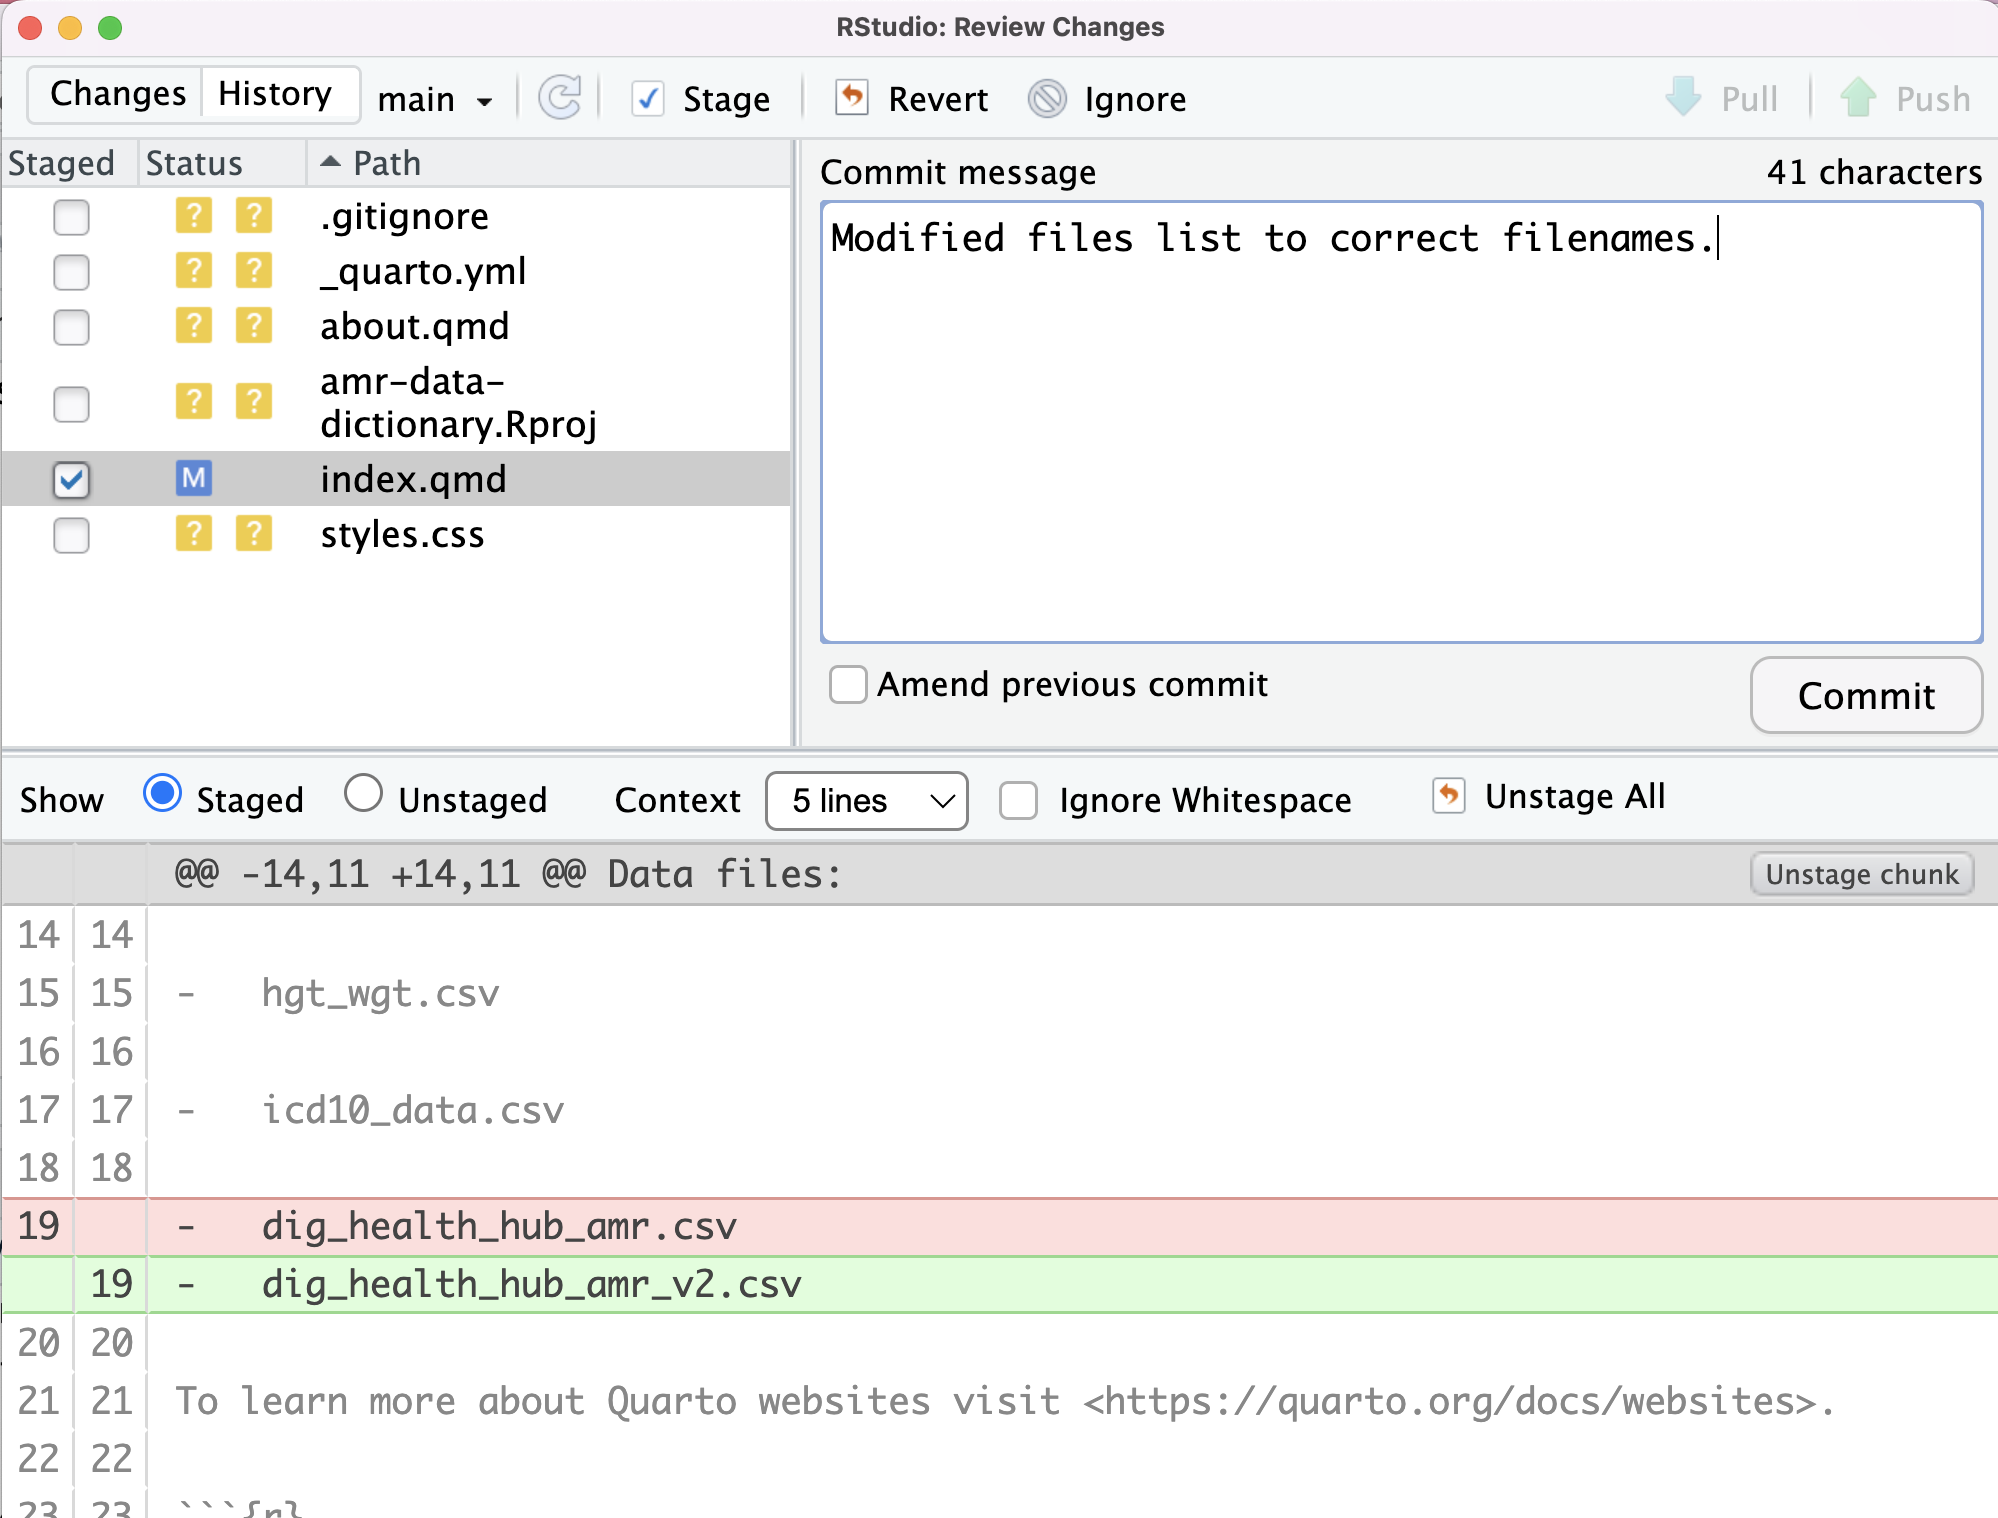 RStudio: Review Changes
Changes History main Stage Revert Ignore Pull Push
Staged Status Path
? ? .gitignore
? ? _quarto.yml
? ? about.qmd
? ? amr-data-
dictionary.Rproj
M index.qmd
? ? styles.css
Commit message 41 characters
Modified files list to correct filenames.
Amend previous commit Commit
Show Staged Unstaged Context 5 lines Ignore Whitespace Unstage All
@@ -14,11 +14,11 @@ Data files: Unstage chunk
14 14
15 15 - hgt_wgt.csv
16 16
17 17 - icd10_data.csv
18 18
19 - dig_health_hub_amr.csv
19 - dig_health_hub_amr_v2.csv
20 20
21 21 To learn more about Quarto websites visit <https://quarto.org/docs/websites>.
22 22
23 23 ```{r}